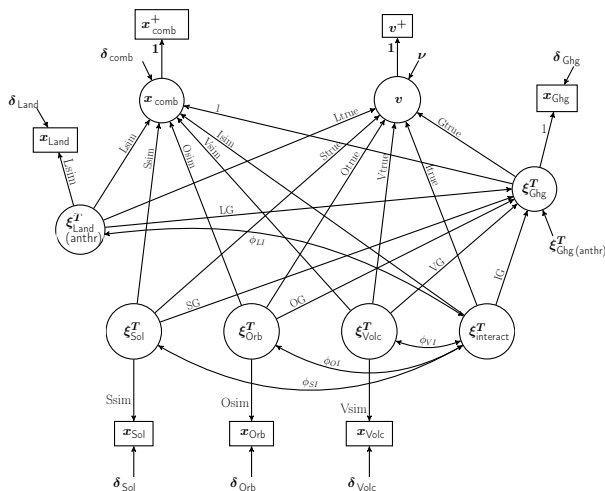 x⁺comb
v⁺
1
1
δcomb
ν
δGhg
δLand
xcomb
v
xGhg
xLand
1
Ltrue
Gtrue
1
Lsim
Lsim
Ssim
Osim
Vsim
Isim
Strue
Otrue
Vtrue
Itrue
ξᵀGhg
ξᵀLand (anthr)
LG
ϕLI
ξᵀGhg (anthr)
SG
OG
VG
IG
ξᵀSol
ξᵀOrb
ξᵀVolc
ξᵀinteract
ϕVI
ϕOI
ϕSI
Ssim
Osim
Vsim
xSol
xOrb
xVolc
δSol
δOrb
δVolc